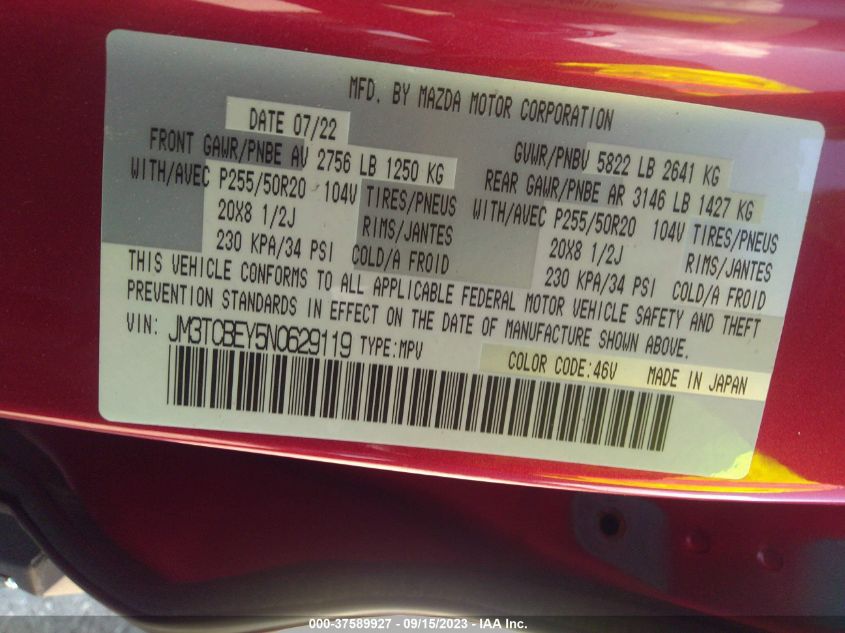 MFD. BY MAZDA MOTOR CORPORATION
DATE 07/22
FRONT GAWR/PNBE AV 2756 LB 1250 KG
WITH/AVEC P255/50R20 104V TIRES/PNEUS
20X8 1/2J RIMS/JANTES
230 KPA/34 PSI COLD/A FROID
GVWR/PNBV 5822 LB 2641 KG
REAR GAWR/PNBE AR 3146 LB 1427 KG
WITH/AVEC P255/50R20 104V TIRES/PNEUS
20X8 1/2J RIMS/JANTES
230 KPA/34 PSI COLD/A FROID
THIS VEHICLE CONFORMS TO ALL APPLICABLE FEDERAL MOTOR VEHICLE SAFETY AND THEFT
PREVENTION STANDARDS IN EFFECT ON THE DATE OF MANUFACTURE SHOWN ABOVE.
VIN: JM3TCBEY5N0629119 TYPE:MPV
COLOR CODE:46V MADE IN JAPAN
000-37589927 - 09/15/2023 - IAA Inc.